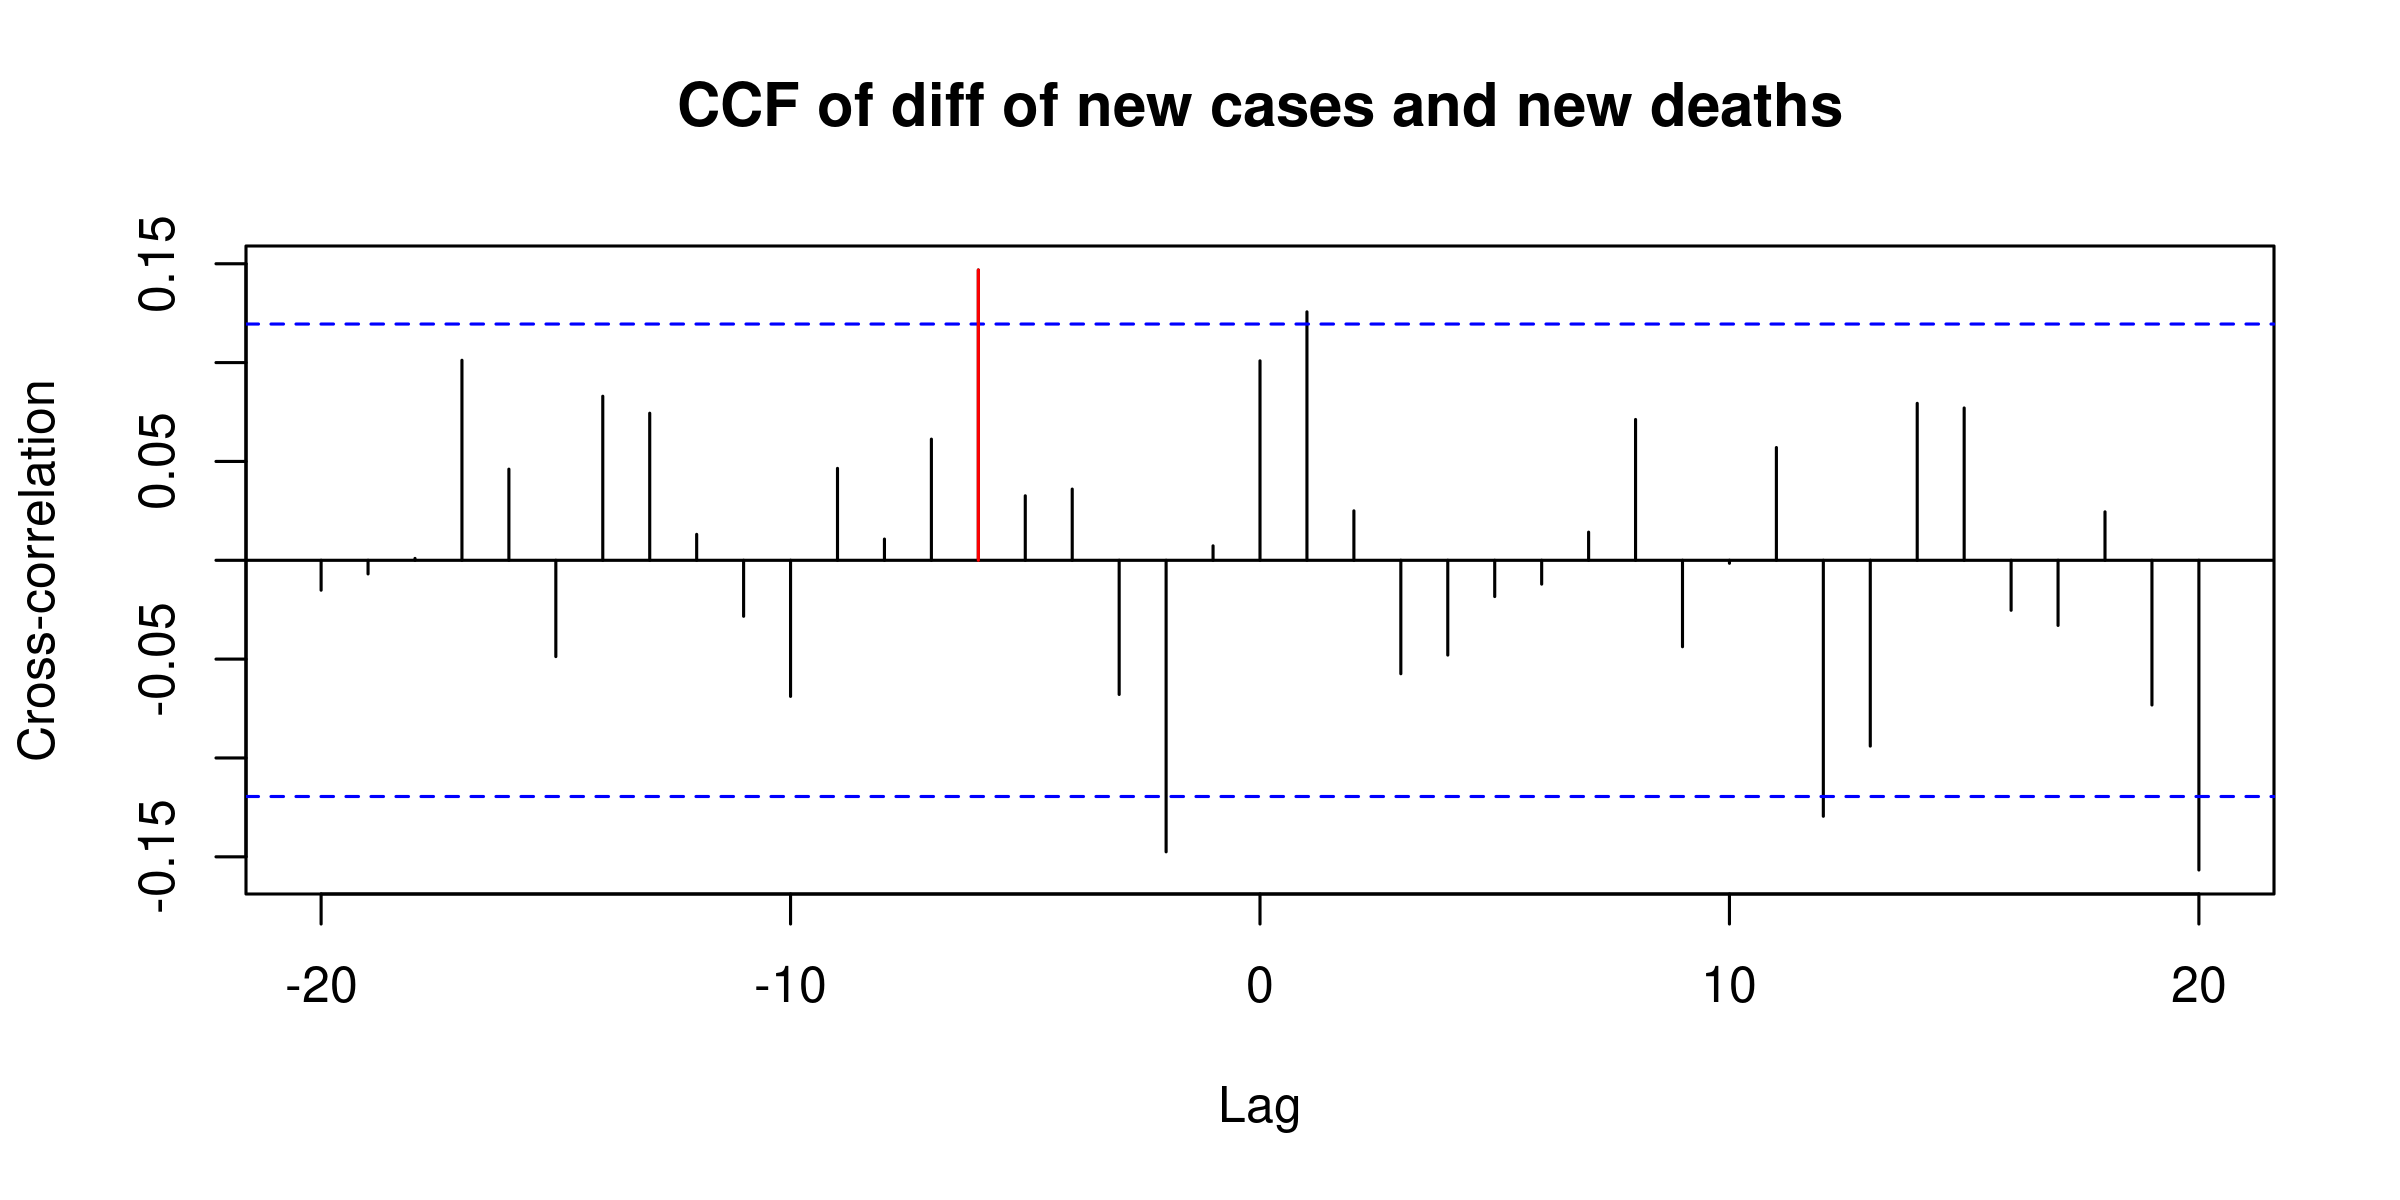 CCF of diff of new cases and new deaths
Cross-correlation
0.15
0.05
-0.05
-0.15
-20 -10 0 10 20
Lag